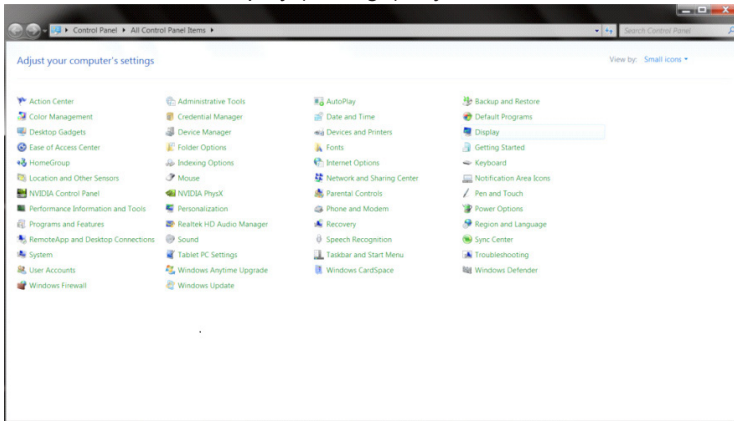 Control Panel ▸ All Control Panel Items ▸
Search Control Panel
Adjust your computer's settings
View by: Small icons
Action Center
Administrative Tools
AutoPlay
Backup and Restore
Color Management
Credential Manager
Date and Time
Default Programs
Desktop Gadgets
Device Manager
Devices and Printers
Display
Ease of Access Center
Folder Options
Fonts
Getting Started
HomeGroup
Indexing Options
Internet Options
Keyboard
Location and Other Sensors
Mouse
Network and Sharing Center
Notification Area Icons
NVIDIA Control Panel
NVIDIA PhysX
Parental Controls
Pen and Touch
Performance Information and Tools
Personalization
Phone and Modem
Power Options
Programs and Features
Realtek HD Audio Manager
Recovery
Region and Language
RemoteApp and Desktop Connections
Sound
Speech Recognition
Sync Center
System
Tablet PC Settings
Taskbar and Start Menu
Troubleshooting
User Accounts
Windows Anytime Upgrade
Windows CardSpace
Windows Defender
Windows Firewall
Windows Update